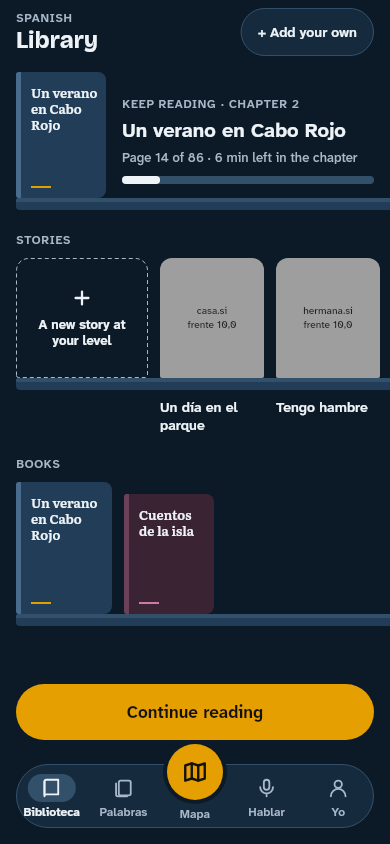 SPANISH
Library
+ Add your own
Un verano
en Cabo
Rojo
KEEP READING · CHAPTER 2
Un verano en Cabo Rojo
Page 14 of 86 · 6 min left in the chapter
STORIES
A new story at
your level
casa.si
frente 10,0
hermana.si
frente 10,0
Un día en el
parque
Tengo hambre
BOOKS
Un verano
en Cabo
Rojo
Cuentos
de la isla
Continue reading
Biblioteca
Palabras
Mapa
Hablar
Yo